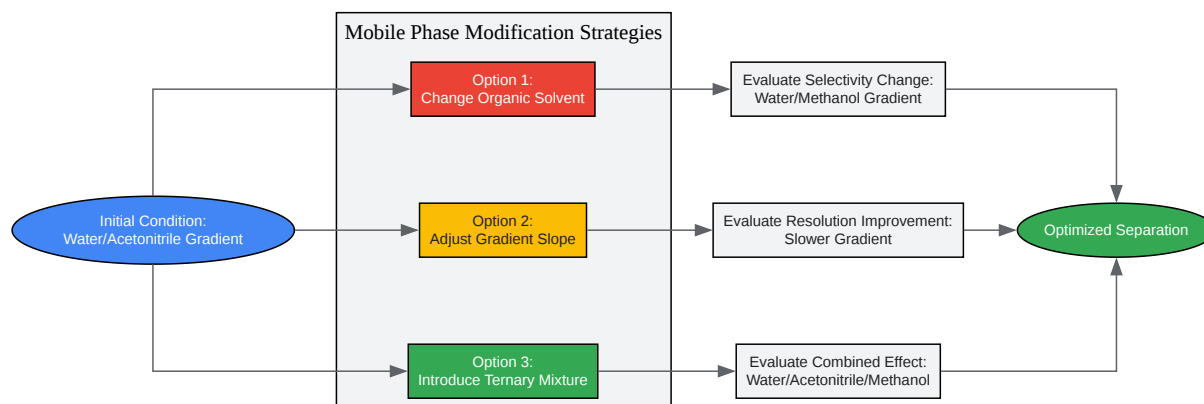 Mobile Phase Modification Strategies
Option 1:
Change Organic Solvent
Evaluate Selectivity Change:
Water/Methanol Gradient
Initial Condition:
Water/Acetonitrile Gradient
Option 2:
Adjust Gradient Slope
Evaluate Resolution Improvement:
Slower Gradient
Optimized Separation
Option 3:
Introduce Ternary Mixture
Evaluate Combined Effect:
Water/Acetonitrile/Methanol